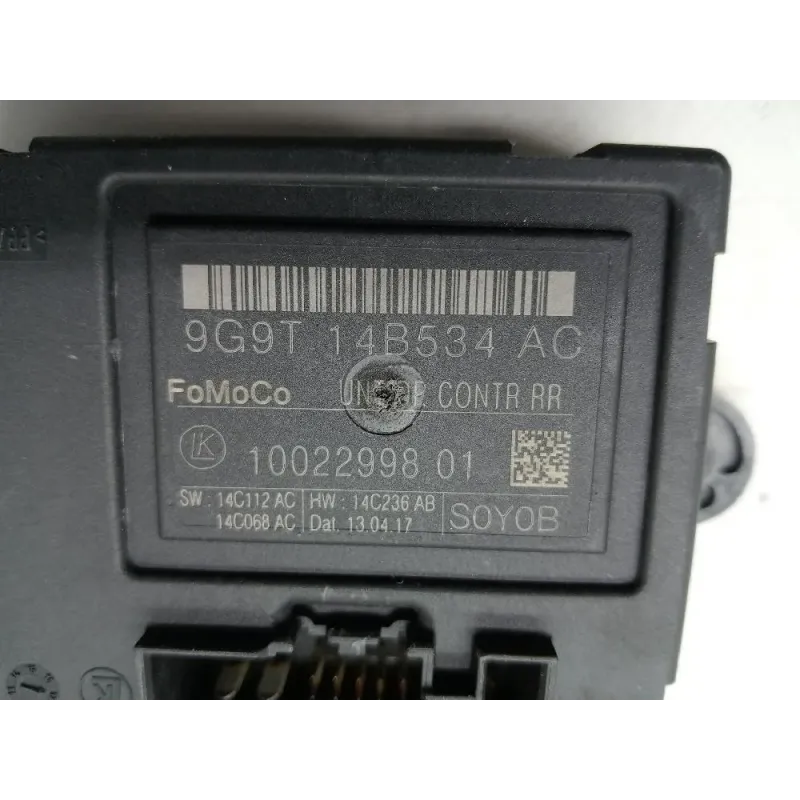 9G9T 14B534 AC
FoMoCo CONTR RR
LK 10022998 01
SW : 14C112 AC HW : 14C236 AB S0Y0B
14C068 AC Dat. 13.04.17